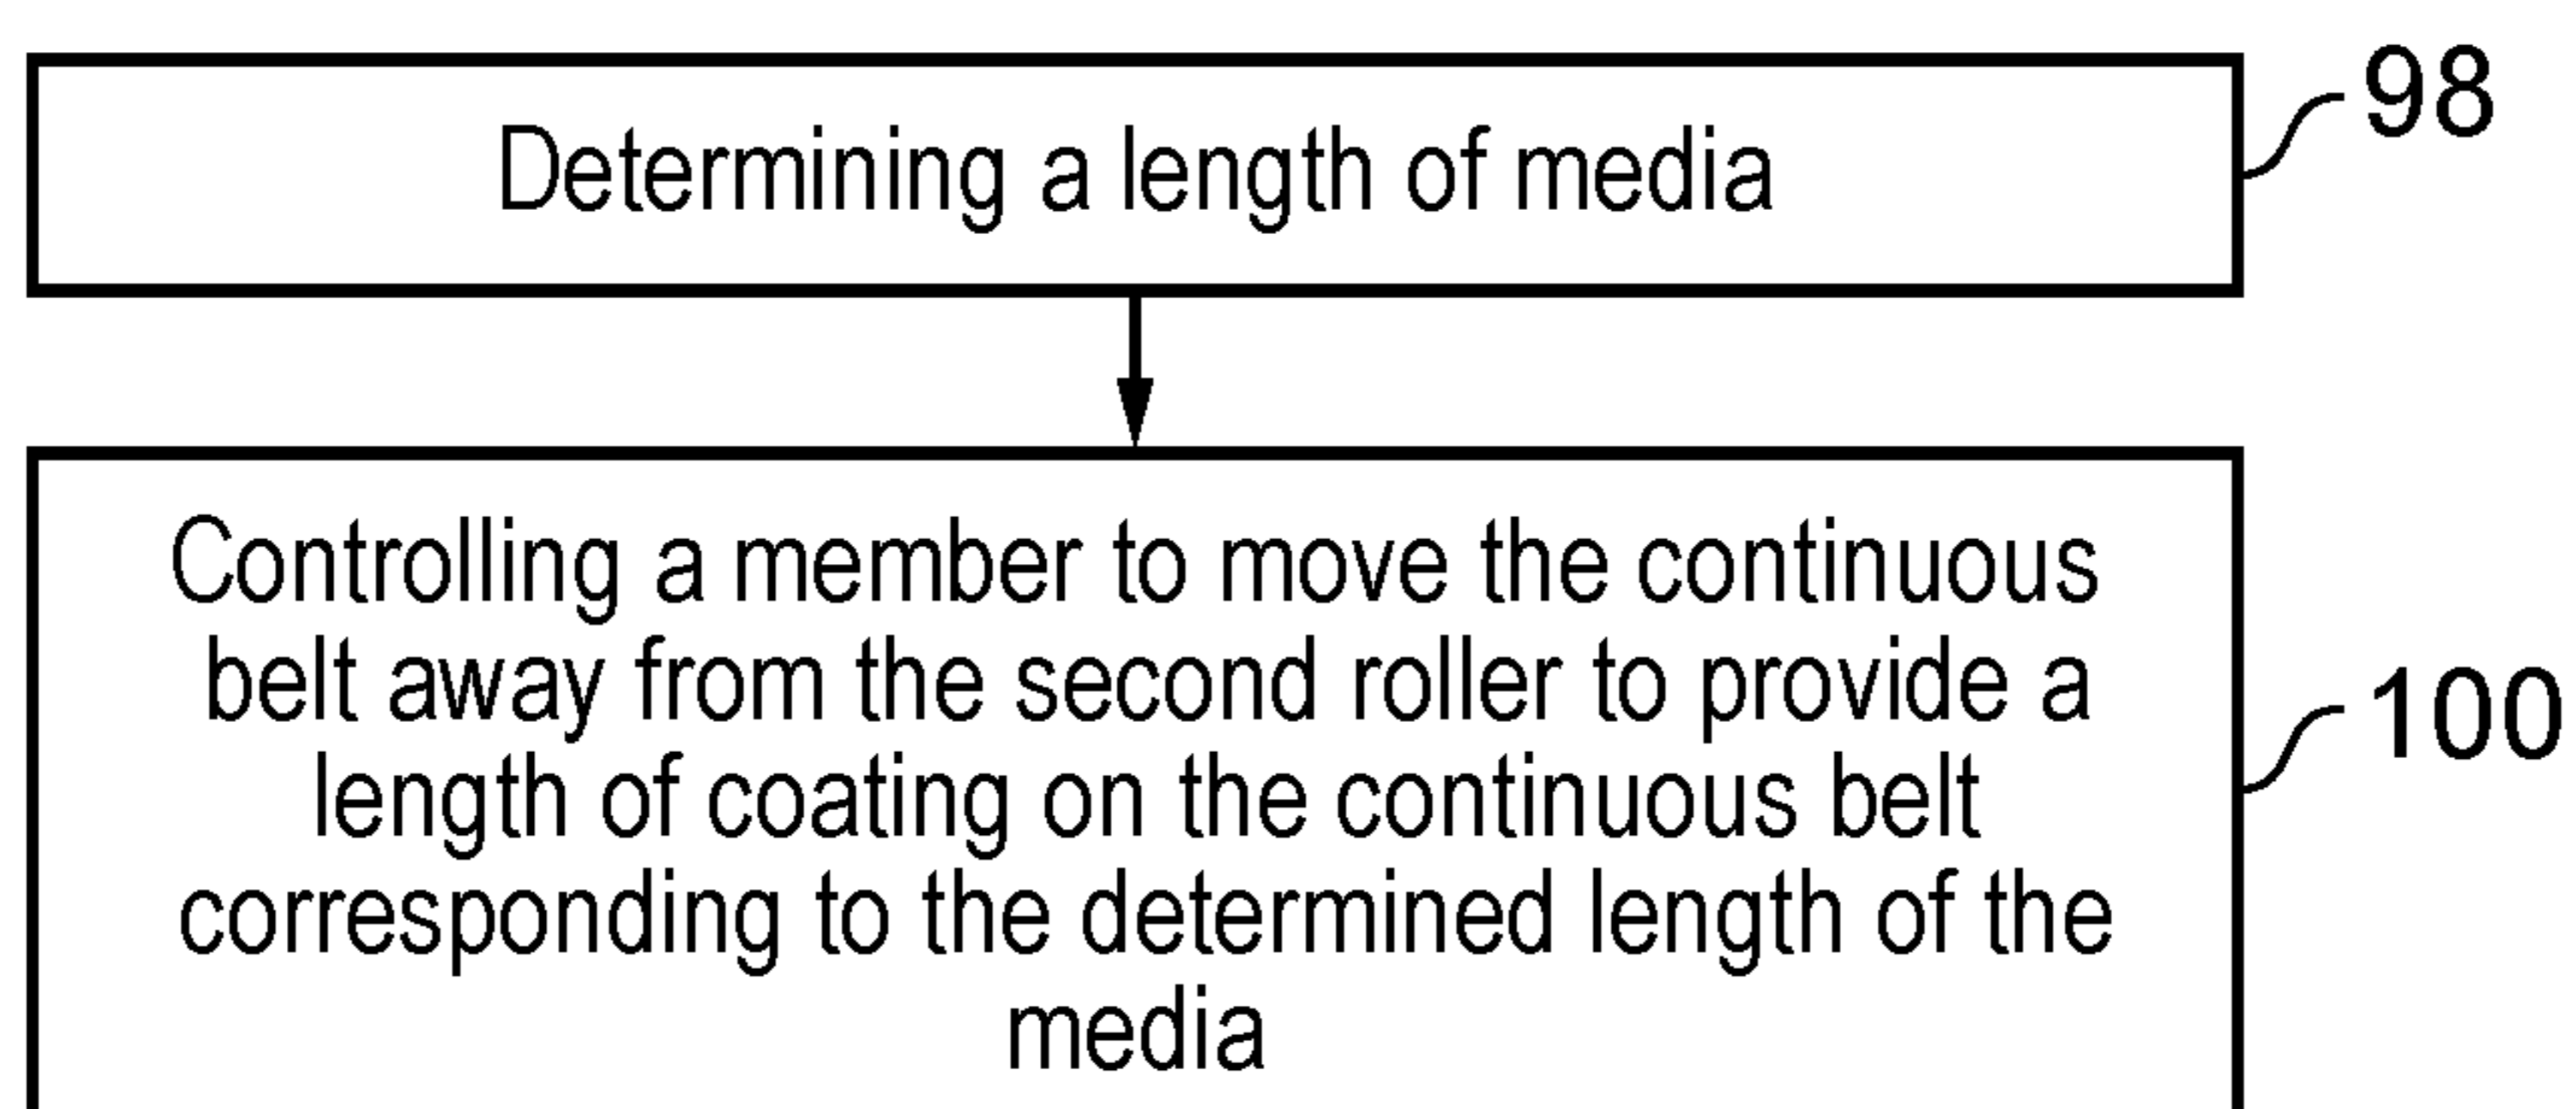 Determining a length of media
98
Controlling a member to move the continuous
belt away from the second roller to provide a
length of coating on the continuous belt
corresponding to the determined length of the
media
100